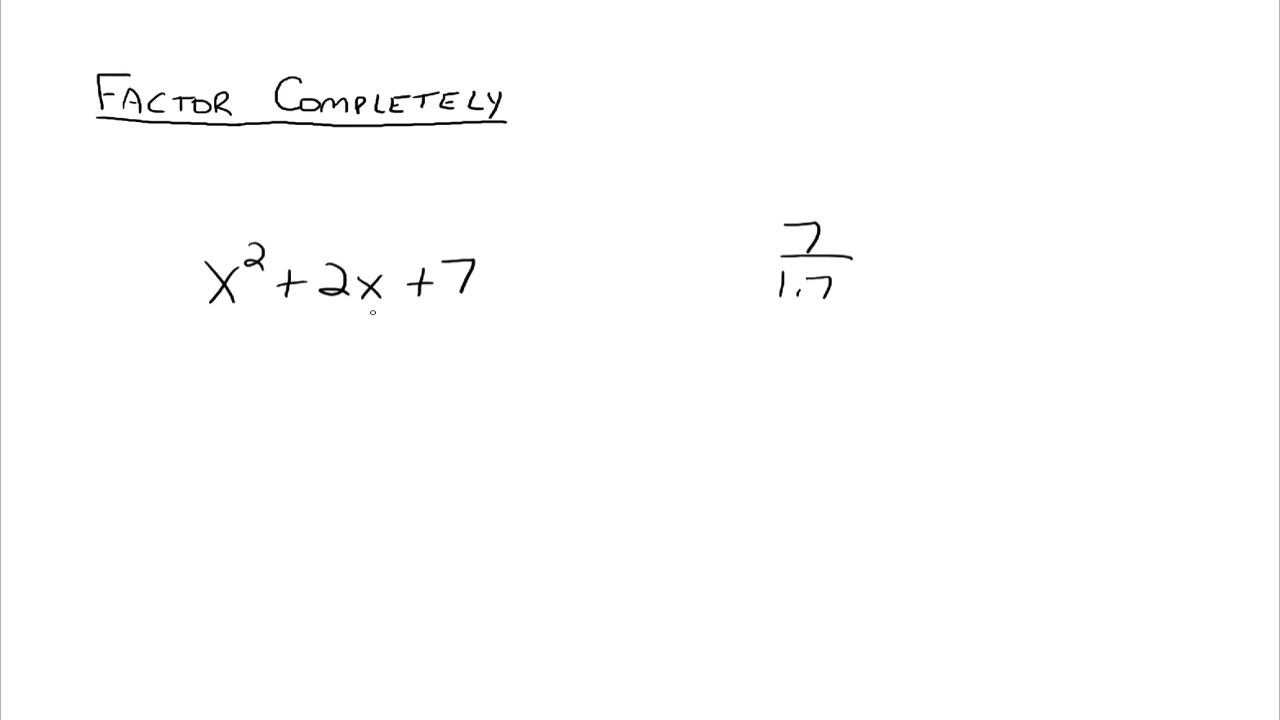 FACTOR COMPLETELY
x² + 2x + 7
7
1.7